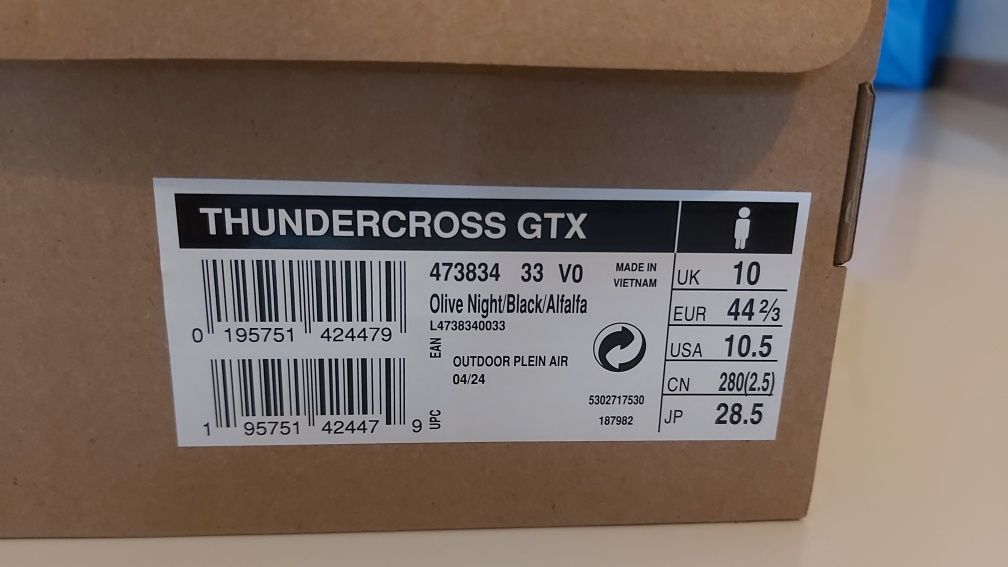 THUNDERCROSS GTX
473834 33 V0
MADE IN
VIETNAM
Olive Night/Black/Alfalfa
L4738340033
0 195751 424479
EAN
OUTDOOR PLEIN AIR
04/24
5302717530
187982
1 95751 42447 9
UPC
UK 10
EUR 44 2/3
USA 10.5
CN 280(2.5)
JP 28.5